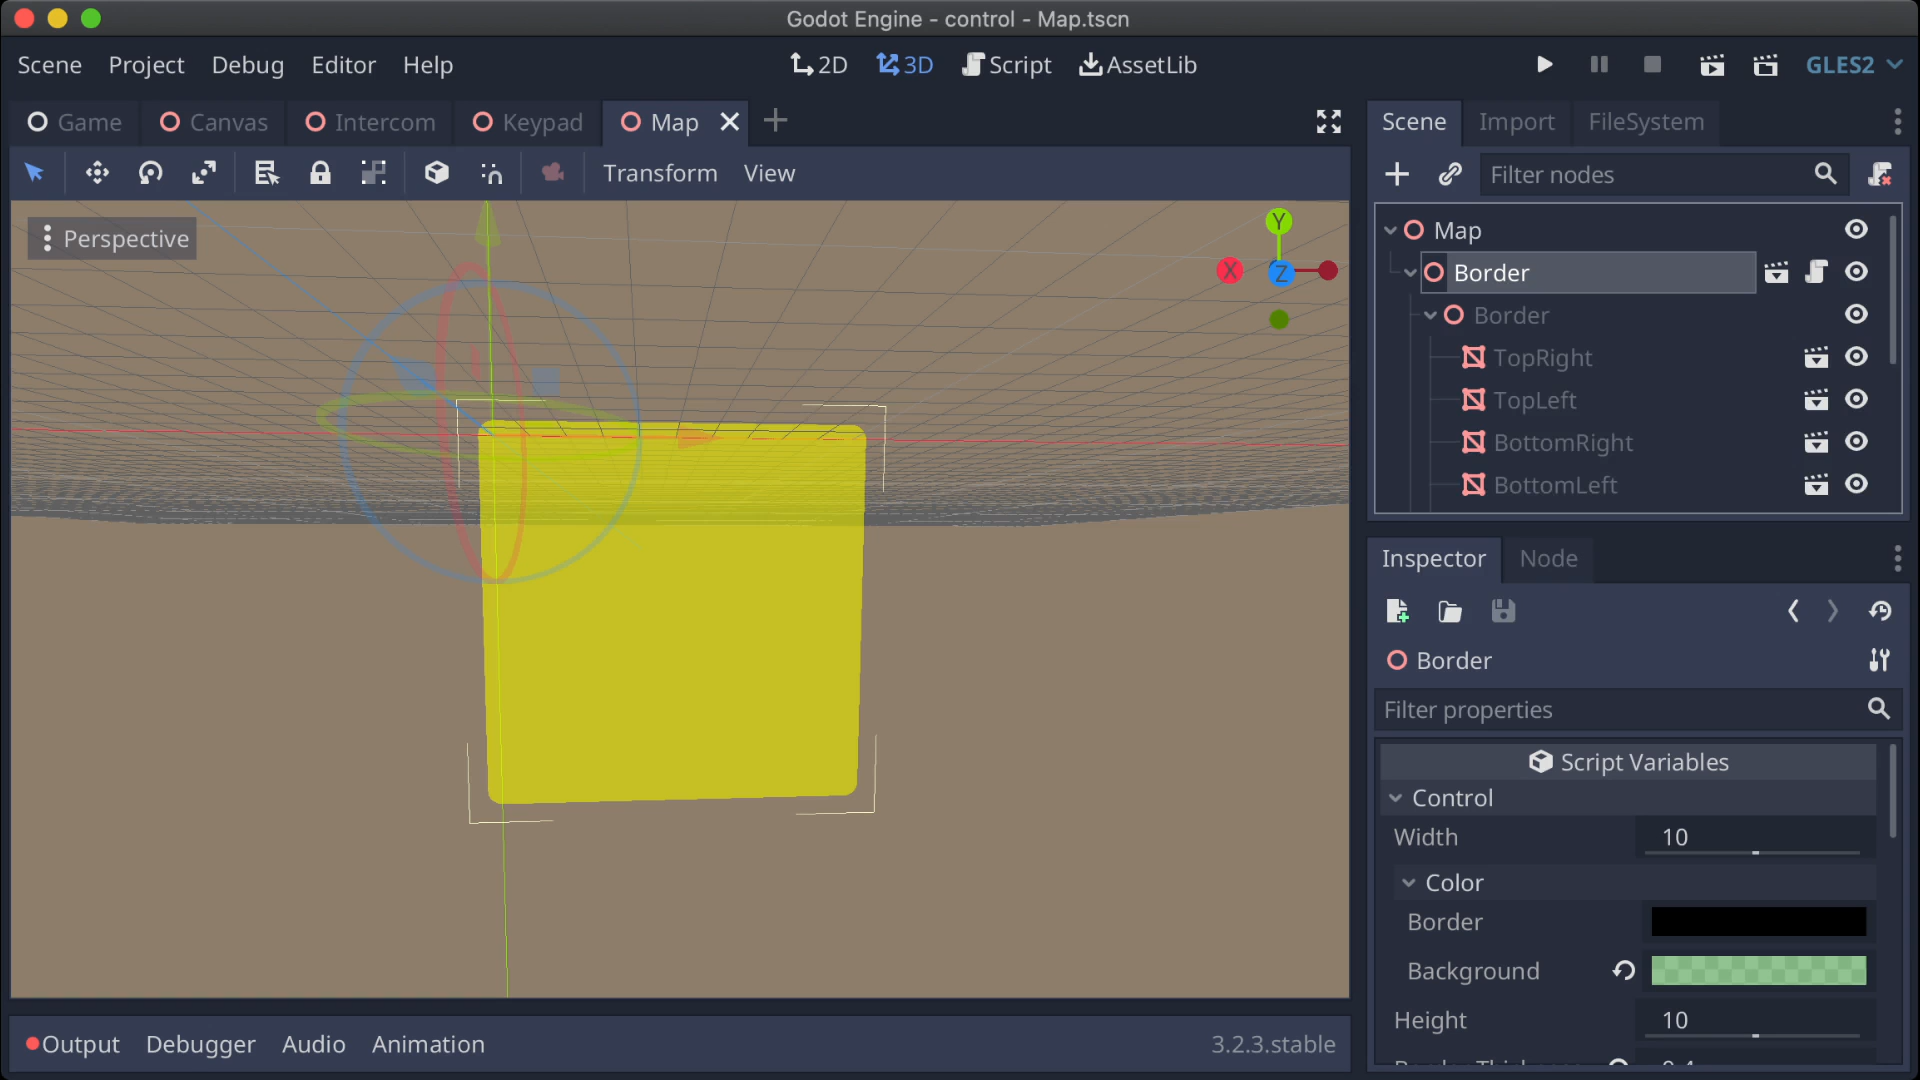 Godot Engine - control - Map.tscn
Scene Project Debug Editor Help 2D 3D Script AssetLib GLES2
Game Canvas Intercom Keypad Map
Scene Import FileSystem
Transform View
Filter nodes
Perspective
Y
X Z
Map
Border
Border
TopRight
TopLeft
BottomRight
BottomLeft
Inspector Node
Border
Filter properties
Script Variables
Control
Width 10
Color
Border
Background
Height 10
Output Debugger Audio Animation 3.2.3.stable